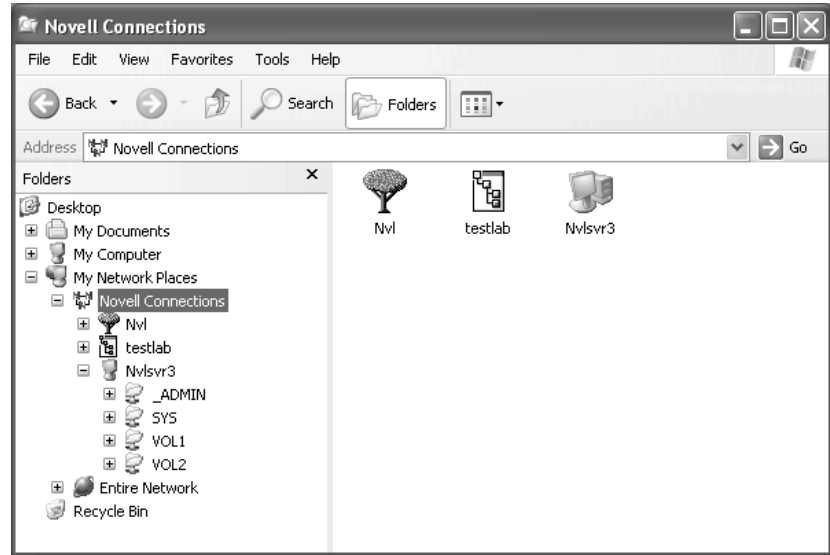 Novell Connections
File Edit View Favorites Tools Help
Back Search Folders
Address Novell Connections Go
Folders x
Desktop
My Documents
My Computer
My Network Places
Novell Connections
Nvl
testlab
Nvlsvr3
_ADMIN
SYS
VOL1
VOL2
Entire Network
Recycle Bin
Nvl testlab Nvlsvr3